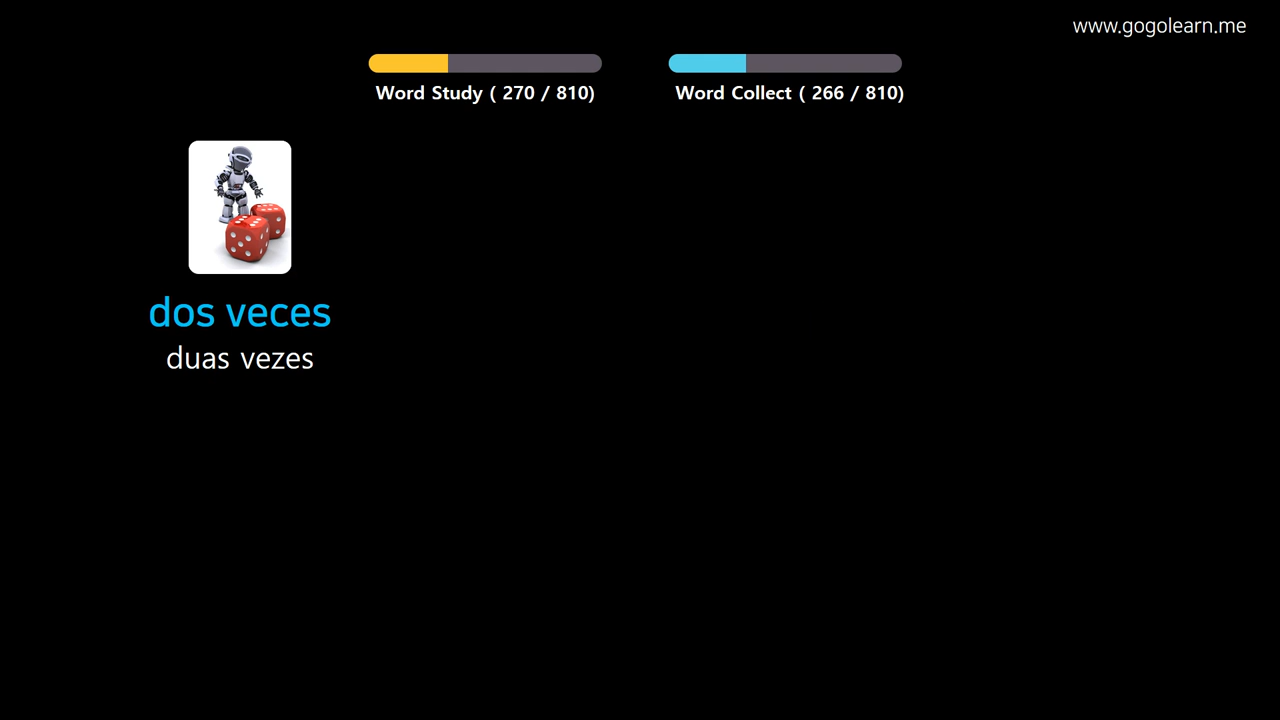 www.gogolearn.me
Word Study ( 270 / 810)
Word Collect ( 266 / 810)
dos veces
duas vezes